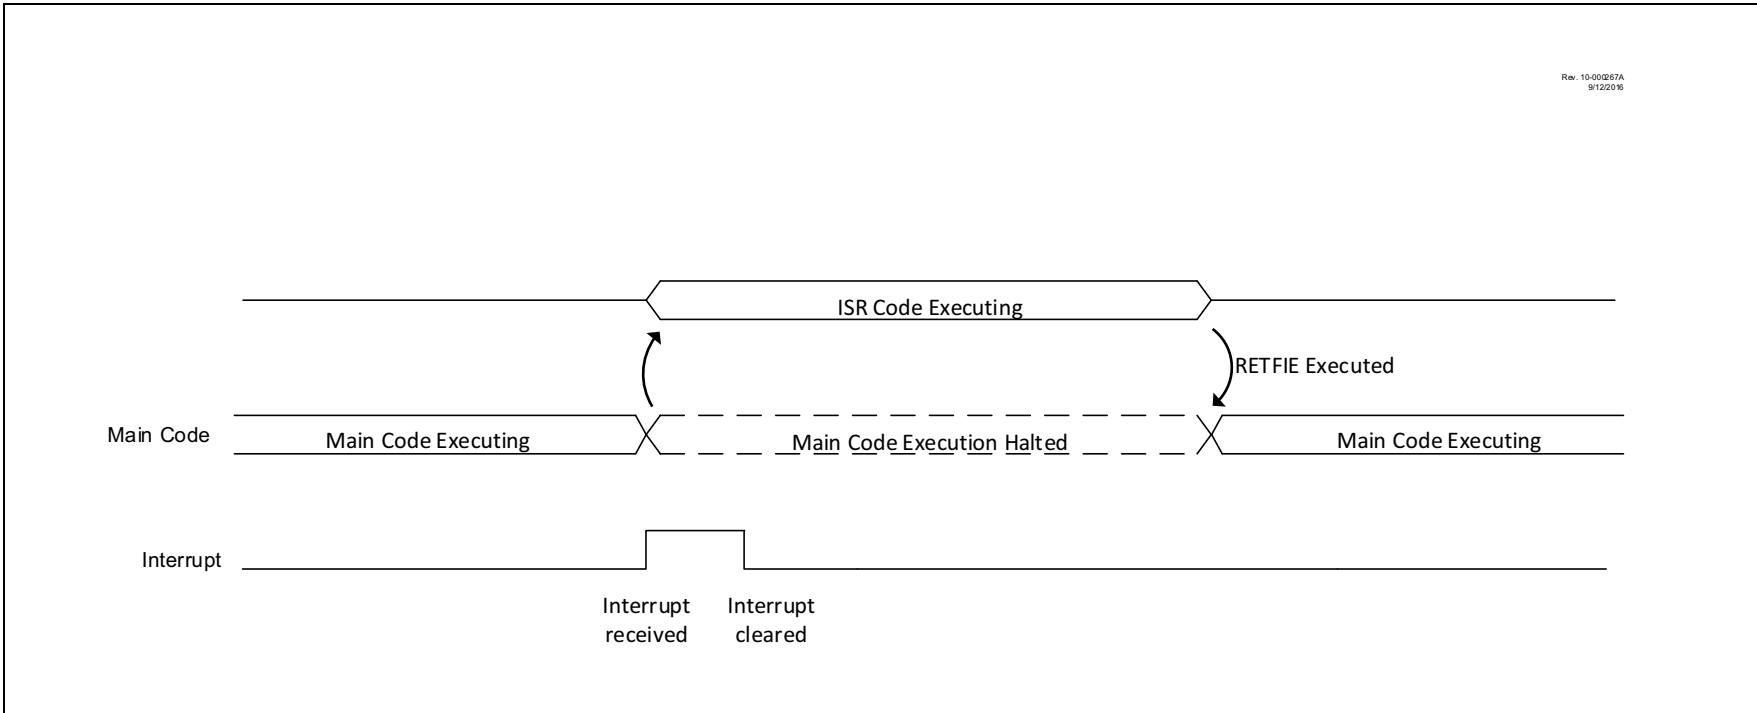 Rev. 10-000267A
9/12/2016
ISR Code Executing
RETFIE Executed
Main Code
Main Code Executing
Main Code Execution Halted
Main Code Executing
Interrupt
Interrupt
received
Interrupt
cleared